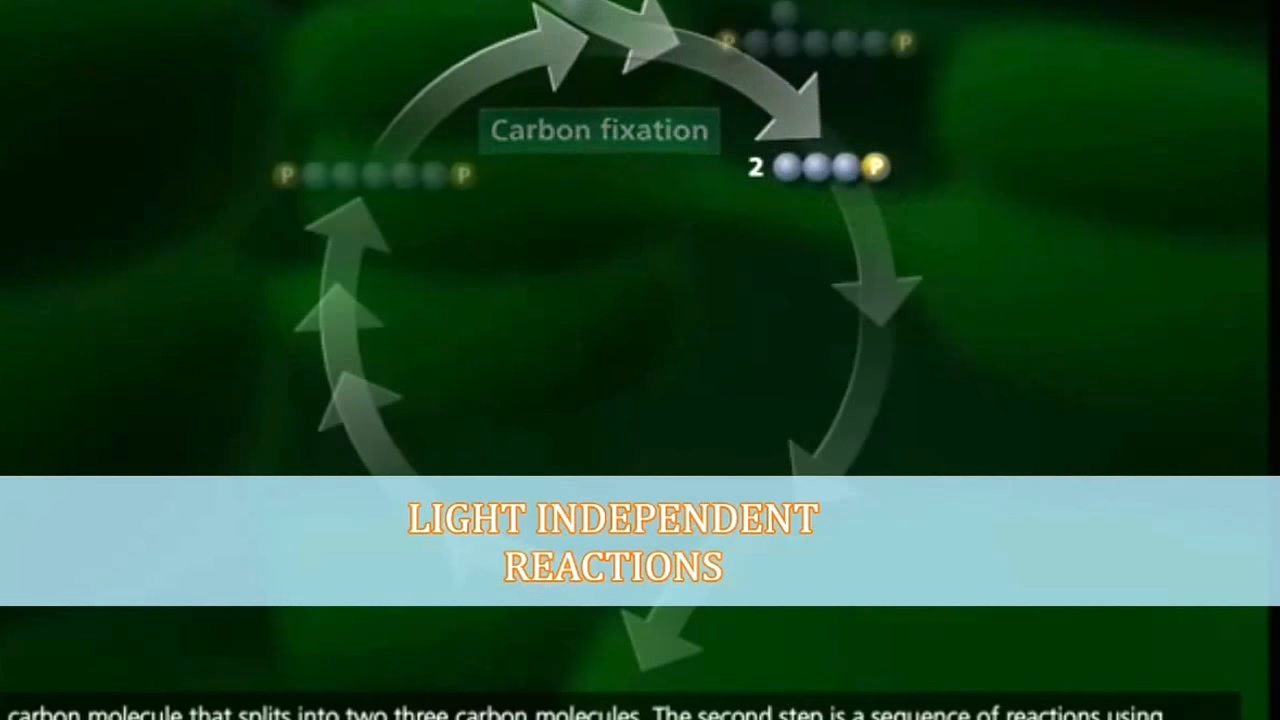 P P
Carbon fixation
2 P
P P
LIGHT INDEPENDENT
REACTIONS
carbon molecule that splits into two three carbon molecules. The second step is a sequence of reactions using